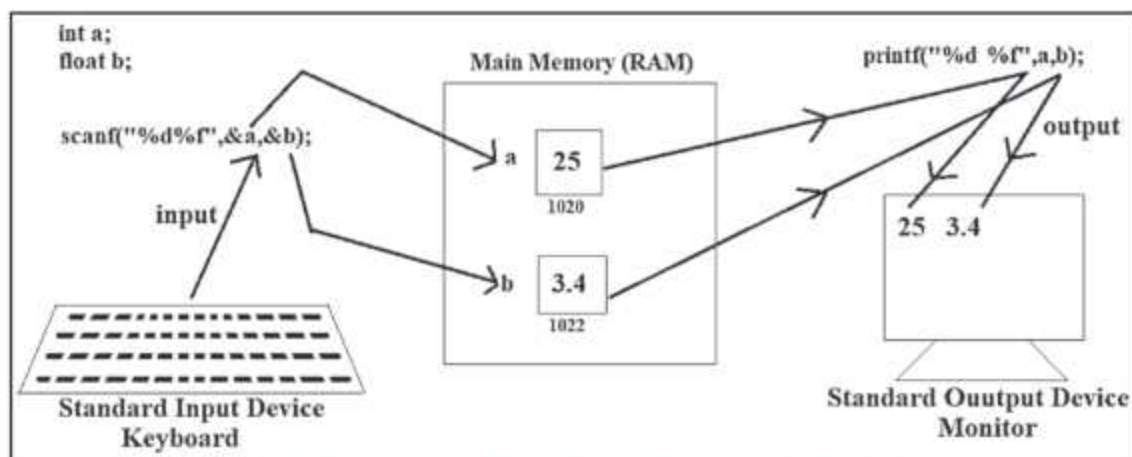 int a;
float b;
scanf("%d%f",&a,&b);
input
Standard Input Device
Keyboard
Main Memory (RAM)
a
25
1020
b
3.4
1022
printf("%d %f",a,b);
output
25 3.4
Standard Ouutput Device
Monitor